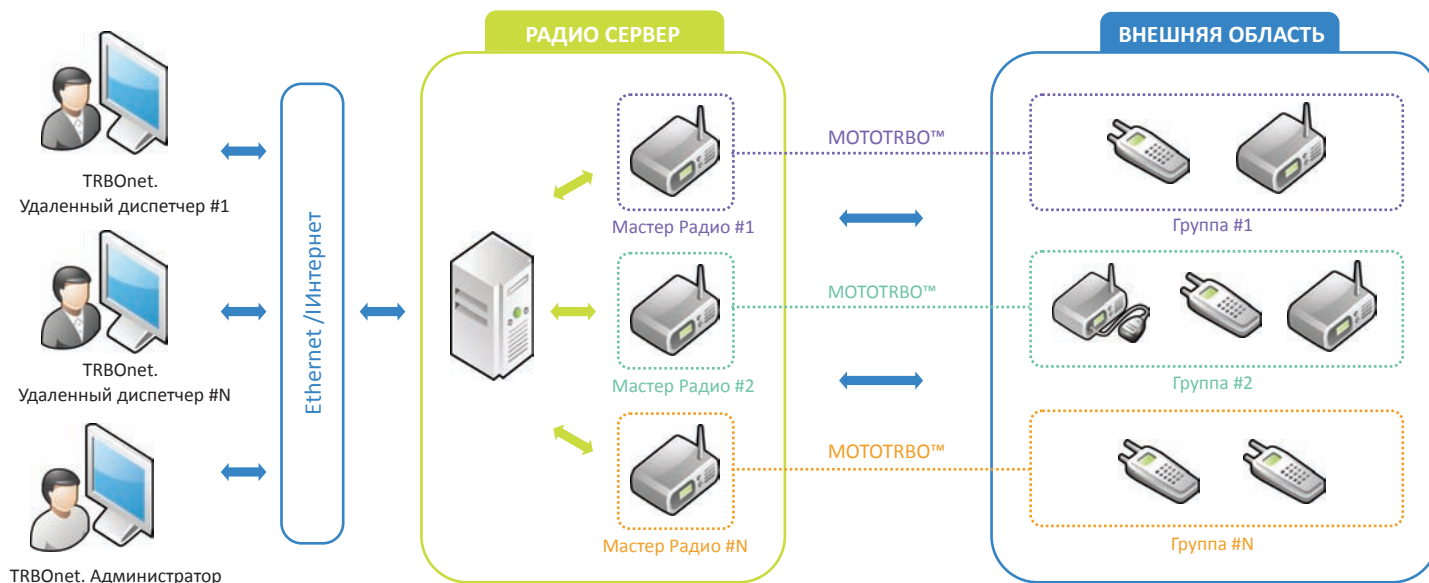 РАДИО СЕРВЕР
ВНЕШНЯЯ ОБЛАСТЬ
TRBOnet.
Удаленный диспетчер #1
TRBOnet.
Удаленный диспетчер #N
TRBOnet. Администратор
Ethernet /IИнтернет
Мастер Радио #1
Мастер Радио #2
Мастер Радио #N
MOTOTRBO™
MOTOTRBO™
MOTOTRBO™
Группа #1
Группа #2
Группа #N